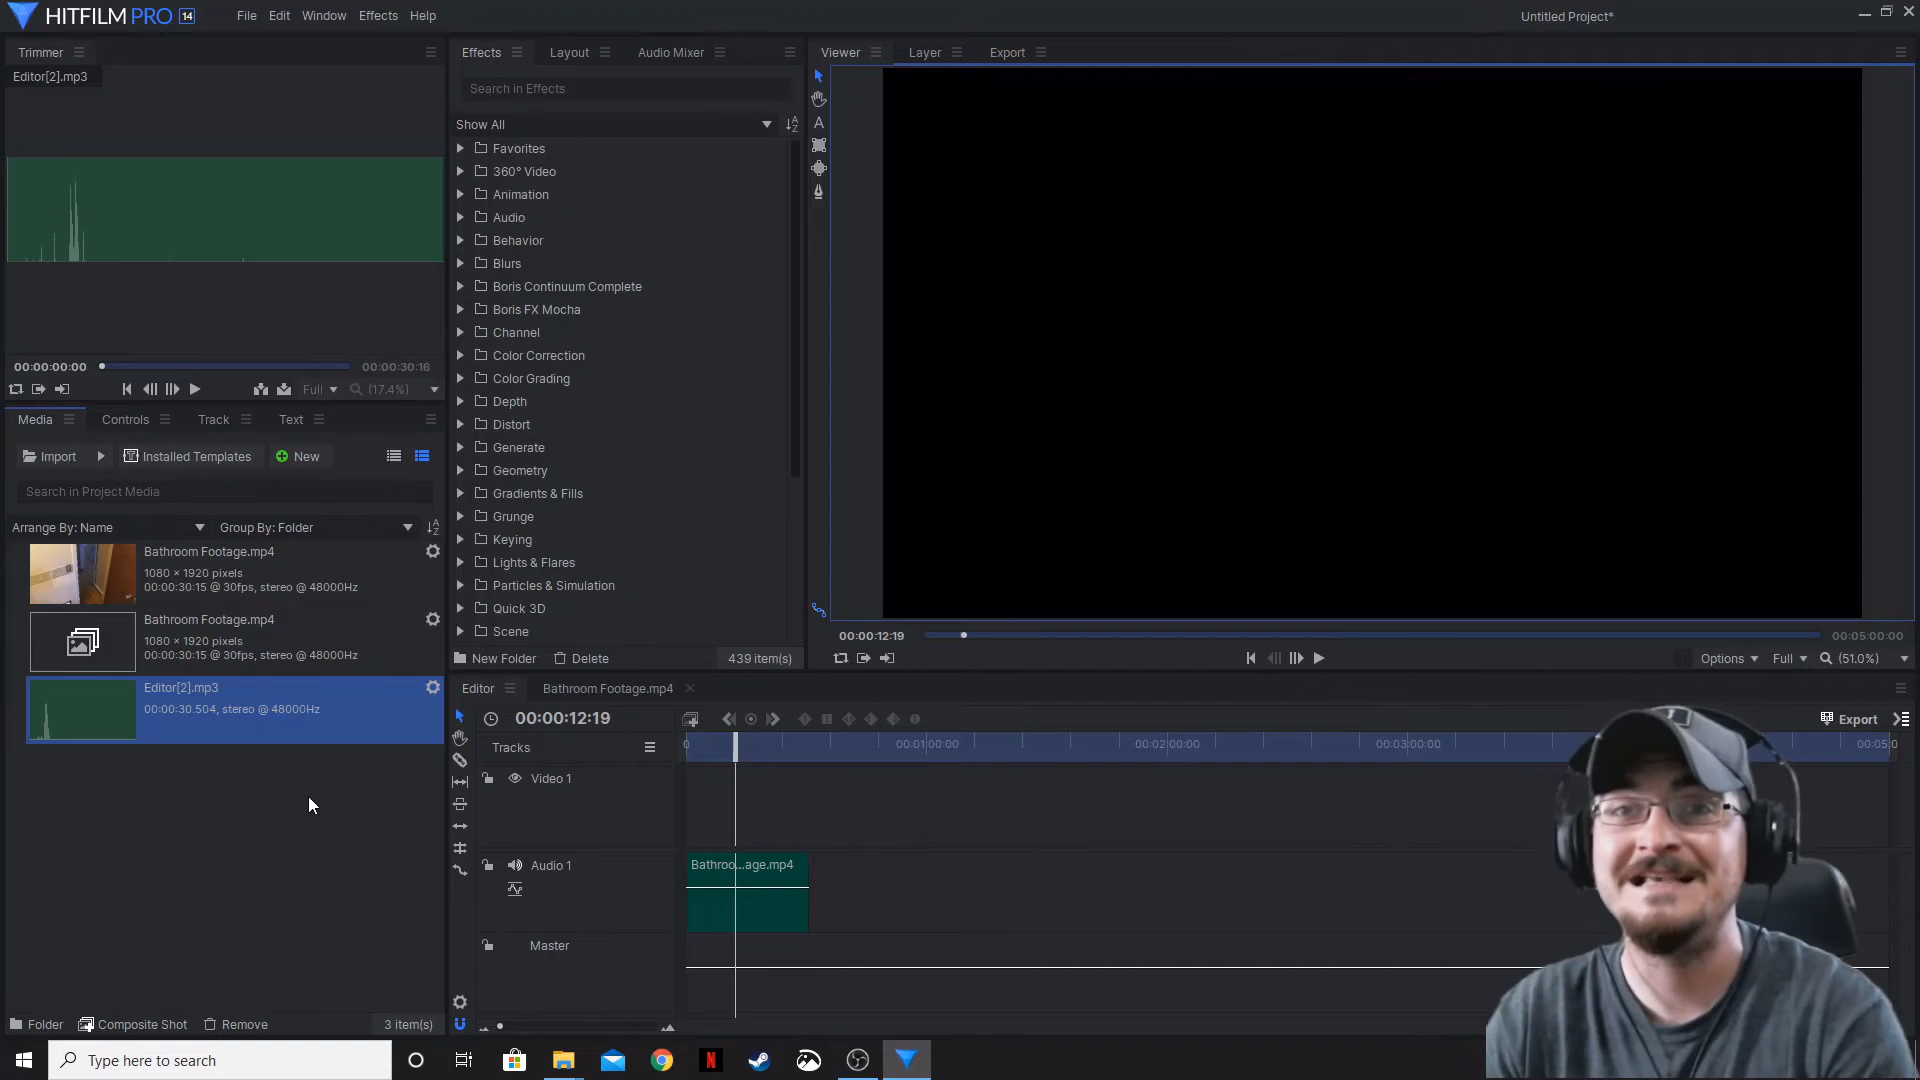 HITFILM PRO 14
File Edit Window Effects Help
Untitled Project*
Trimmer
Editor[2].mp3
00:00:00:00
00:00:30:16
Full
(17.4%)
Media Controls Track Text
Import
Installed Templates
New
Search in Project Media
Arrange By: Name
Group By: Folder
Bathroom Footage.mp4
1080 × 1920 pixels
00:00:30:15 @ 30fps, stereo @ 48000Hz
Bathroom Footage.mp4
1080 × 1920 pixels
00:00:30:15 @ 30fps, stereo @ 48000Hz
Editor[2].mp3
00:00:30.504, stereo @ 48000Hz
Folder
Composite Shot
Remove
3 item(s)
Effects Layout Audio Mixer
Search in Effects
Show All
Favorites
360° Video
Animation
Audio
Behavior
Blurs
Boris Continuum Complete
Boris FX Mocha
Channel
Color Correction
Color Grading
Depth
Distort
Generate
Geometry
Gradients & Fills
Grunge
Keying
Lights & Flares
Particles & Simulation
Quick 3D
Scene
New Folder
Delete
439 item(s)
Viewer Layer Export
A
00:00:12:19
00:05:00:00
Options
Full
(51.0%)
Editor
Bathroom Footage.mp4
00:00:12:19
Export
Tracks
0
00:01:00:00
00:02:00:00
00:03:00:00
00:05:0
Video 1
Audio 1
Bathroo...age.mp4
Master
Type here to search